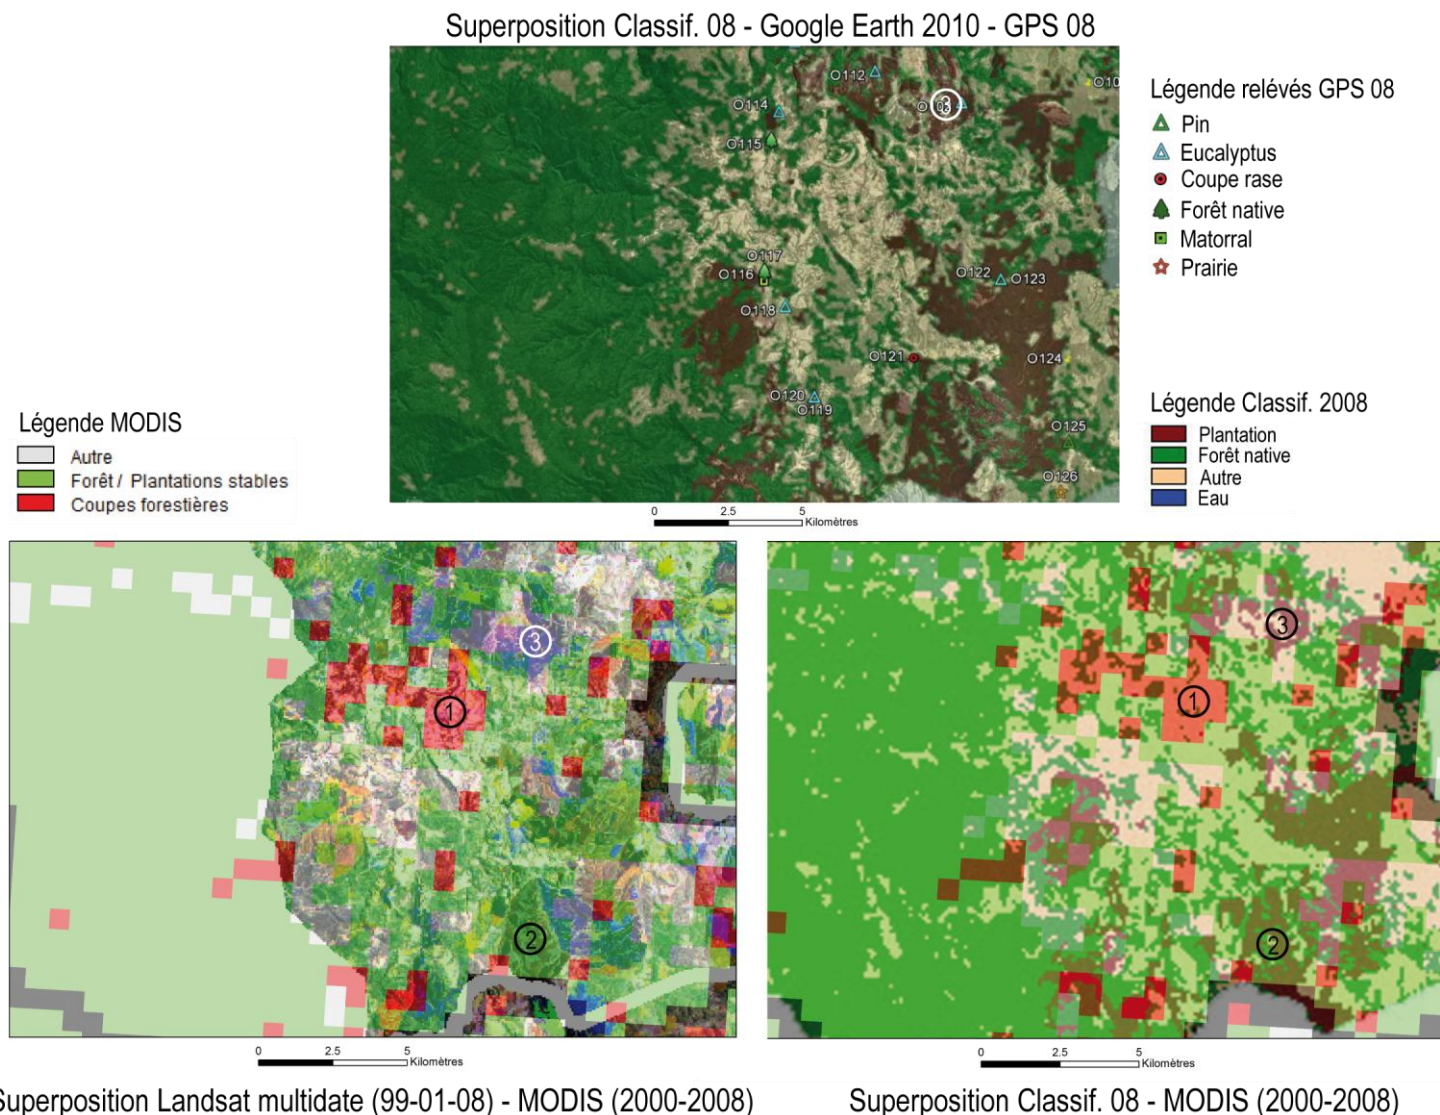 Superposition Classif. 08 - Google Earth 2010 - GPS 08
O112
O10
O114
3
O115
O117
O116
O118
O122
O123
O121
O124
O120
O119
O125
O126
0 2.5 5
Kilomètres
Légende relévés GPS 08
Pin
Eucalyptus
Coupe rase
Forêt native
Matorral
Prairie
Légende Classif. 2008
Plantation
Forêt native
Autre
Eau
Légende MODIS
Autre
Forêt / Plantations stables
Coupes forestières
3
1
2
0 2.5 5
Kilomètres
Superposition Landsat multidate (99-01-08) - MODIS (2000-2008)
3
1
2
0 2.5 5
Kilomètres
Superposition Classif. 08 - MODIS (2000-2008)